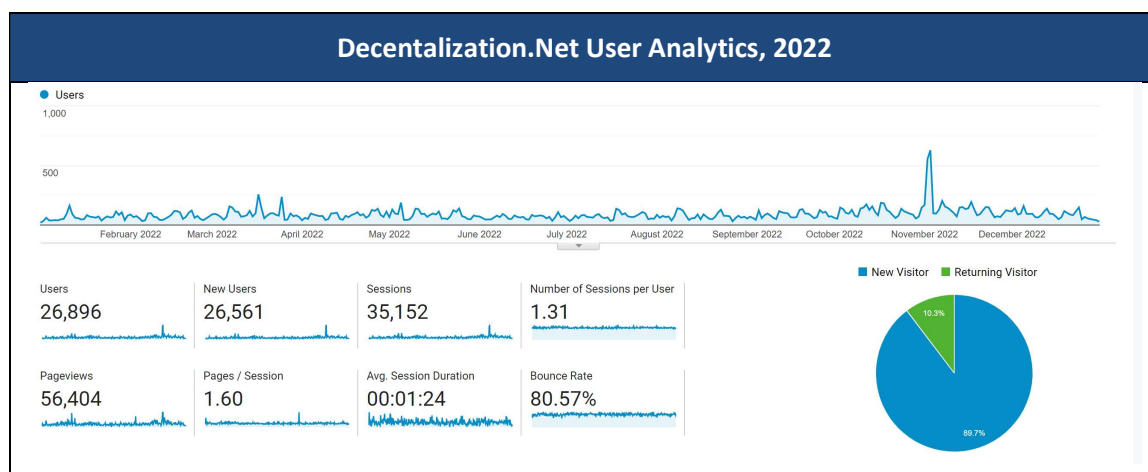 Decentalization.Net User Analytics, 2022
Users
1,000
500
February 2022 March 2022 April 2022 May 2022 June 2022 July 2022 August 2022 September 2022 October 2022 November 2022 December 2022
New Visitor Returning Visitor
Users New Users Sessions Number of Sessions per User
26,896 26,561 35,152 1.31
10.3%
Pageviews Pages / Session Avg. Session Duration Bounce Rate
56,404 1.60 00:01:24 80.57%
89.7%